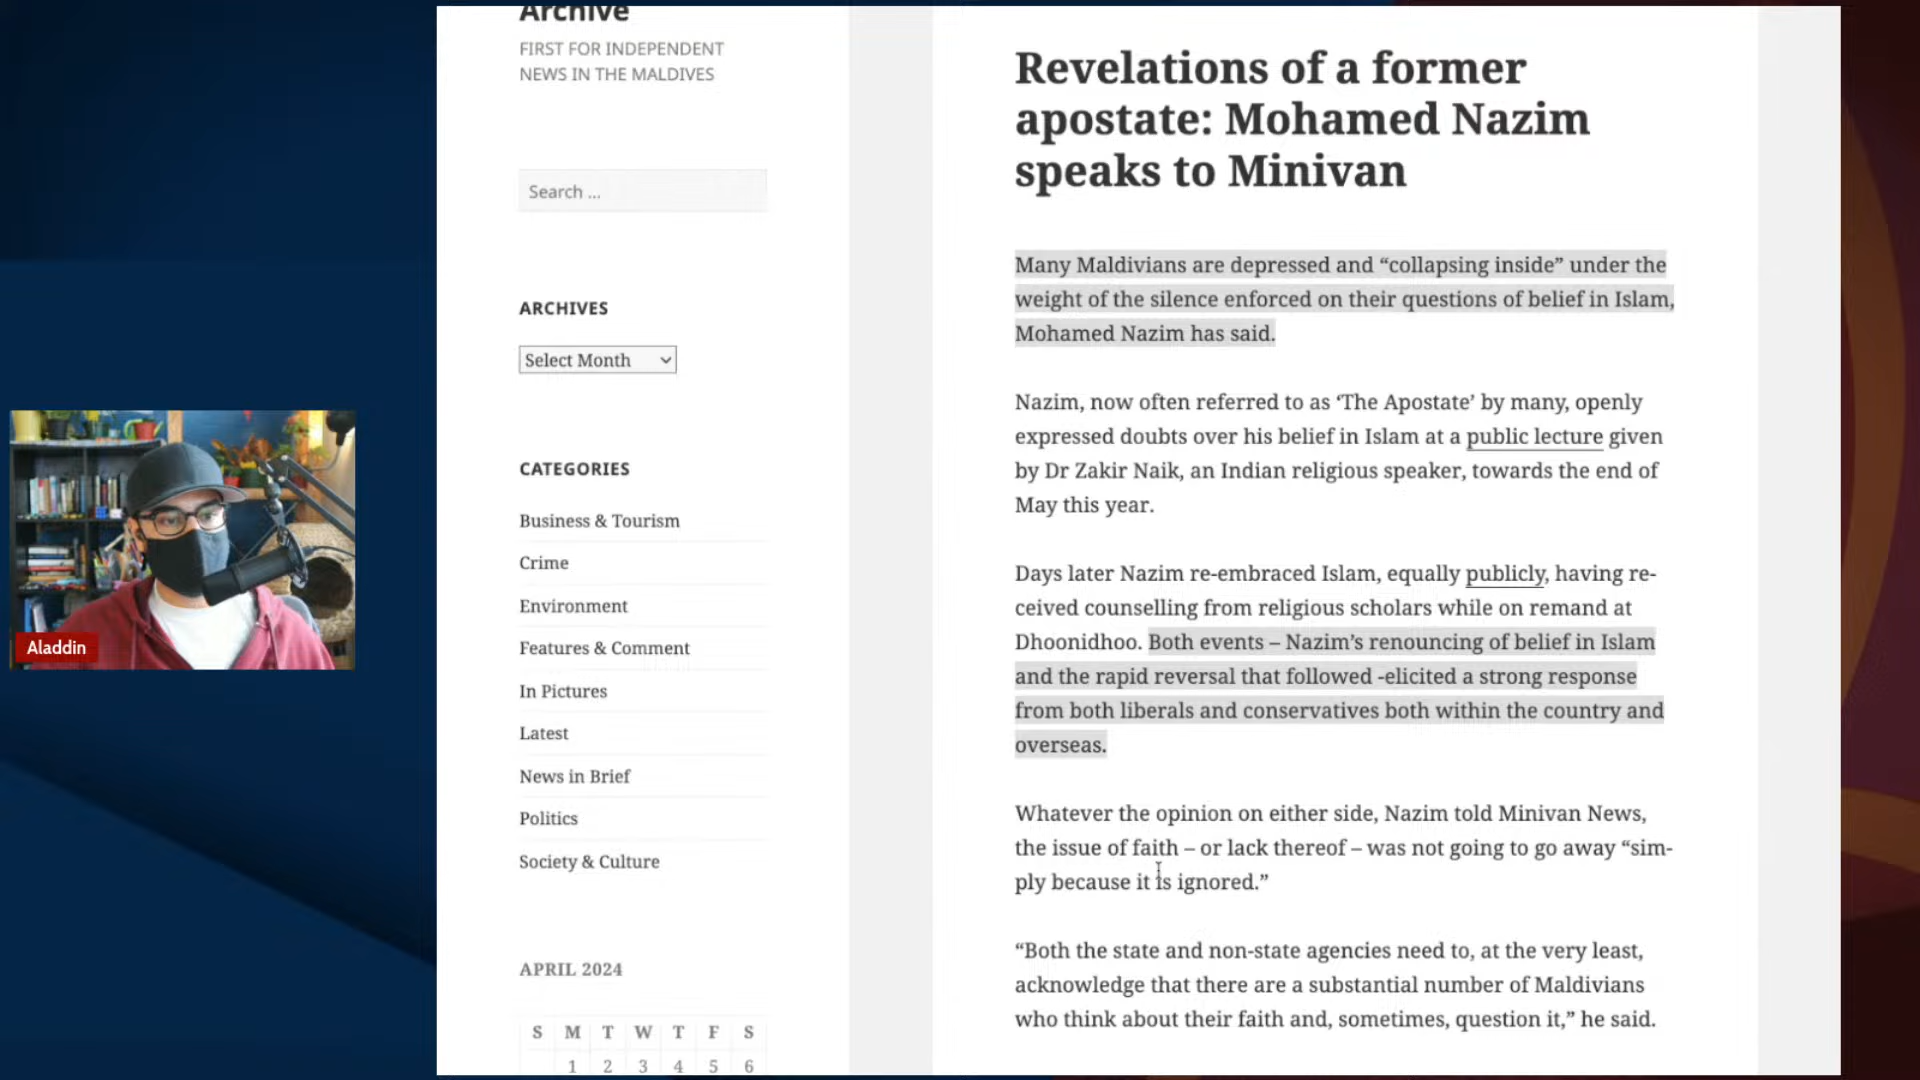 Archive
FIRST FOR INDEPENDENT
NEWS IN THE MALDIVES
Search ...
ARCHIVES
Select Month
CATEGORIES
Business & Tourism
Crime
Environment
Features & Comment
In Pictures
Latest
News in Brief
Politics
Society & Culture
APRIL 2024
S M T W T F S
1 2 3 4 5 6
Revelations of a former
apostate: Mohamed Nazim
speaks to Minivan
Many Maldivians are depressed and “collapsing inside” under the
weight of the silence enforced on their questions of belief in Islam,
Mohamed Nazim has said.
Nazim, now often referred to as ‘The Apostate’ by many, openly
expressed doubts over his belief in Islam at a public lecture given
by Dr Zakir Naik, an Indian religious speaker, towards the end of
May this year.
Days later Nazim re-embraced Islam, equally publicly, having re-
ceived counselling from religious scholars while on remand at
Dhoonidhoo. Both events – Nazim’s renouncing of belief in Islam
and the rapid reversal that followed -elicited a strong response
from both liberals and conservatives both within the country and
overseas.
Whatever the opinion on either side, Nazim told Minivan News,
the issue of faith – or lack thereof – was not going to go away “sim-
ply because it is ignored.”
“Both the state and non-state agencies need to, at the very least,
acknowledge that there are a substantial number of Maldivians
who think about their faith and, sometimes, question it,” he said.
Aladdin